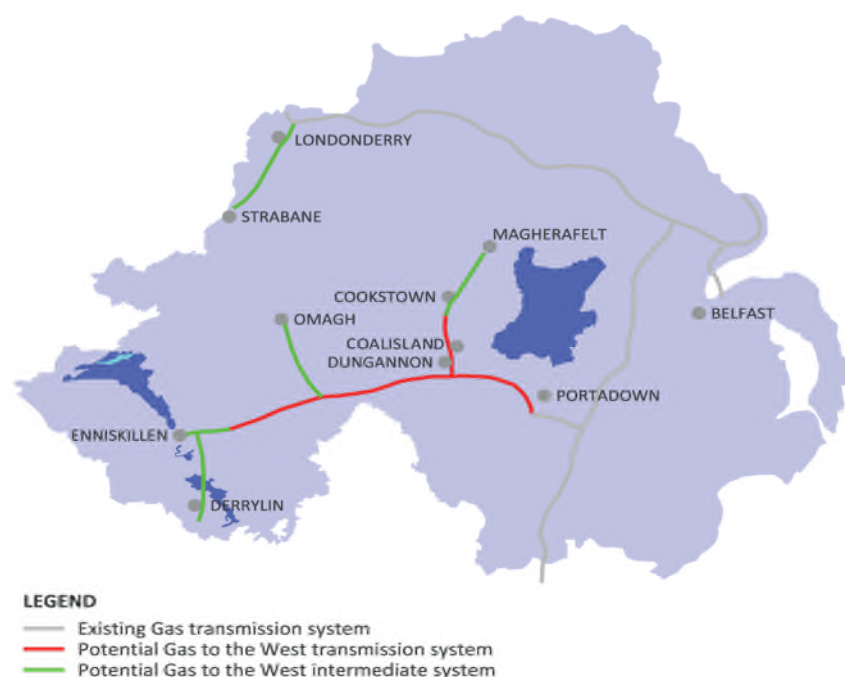 LONDONDERRY
STRABANE
MAGHERAFELT
COOKSTOWN
OMAGH
BELFAST
COALISLAND
DUNGANNON
PORTADOWN
ENNISKILLEN
DERRYLIN
LEGEND
Existing Gas transmission system
Potential Gas to the West transmission system
Potential Gas to the West intermediate system